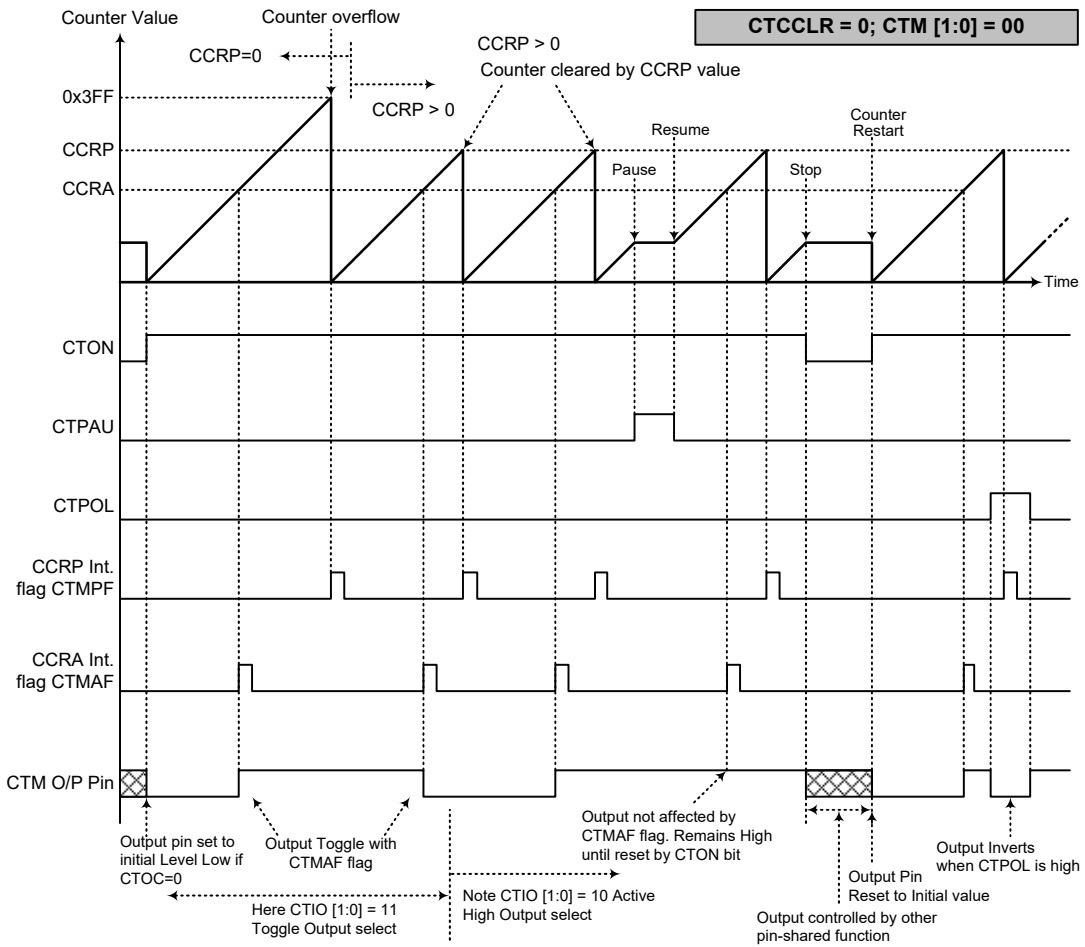 Counter Value
Counter overflow
CTCCLR = 0; CTM [1:0] = 00
CCRP=0
CCRP > 0
CCRP > 0
Counter cleared by CCRP value
0x3FF
CCRP
CCRA
Pause
Resume
Stop
Counter
Restart
Time
CTON
CTPAU
CTPOL
CCRP Int.
flag CTMPF
CCRA Int.
flag CTMAF
CTM O/P Pin
Output pin set to
initial Level Low if
CTOC=0
Output Toggle with
CTMAF flag
Here CTIO [1:0] = 11
Toggle Output select
Note CTIO [1:0] = 10 Active
High Output select
Output not affected by
CTMAF flag. Remains High
until reset by CTON bit
Output controlled by other
pin-shared function
Output Pin
Reset to Initial value
Output Inverts
when CTPOL is high